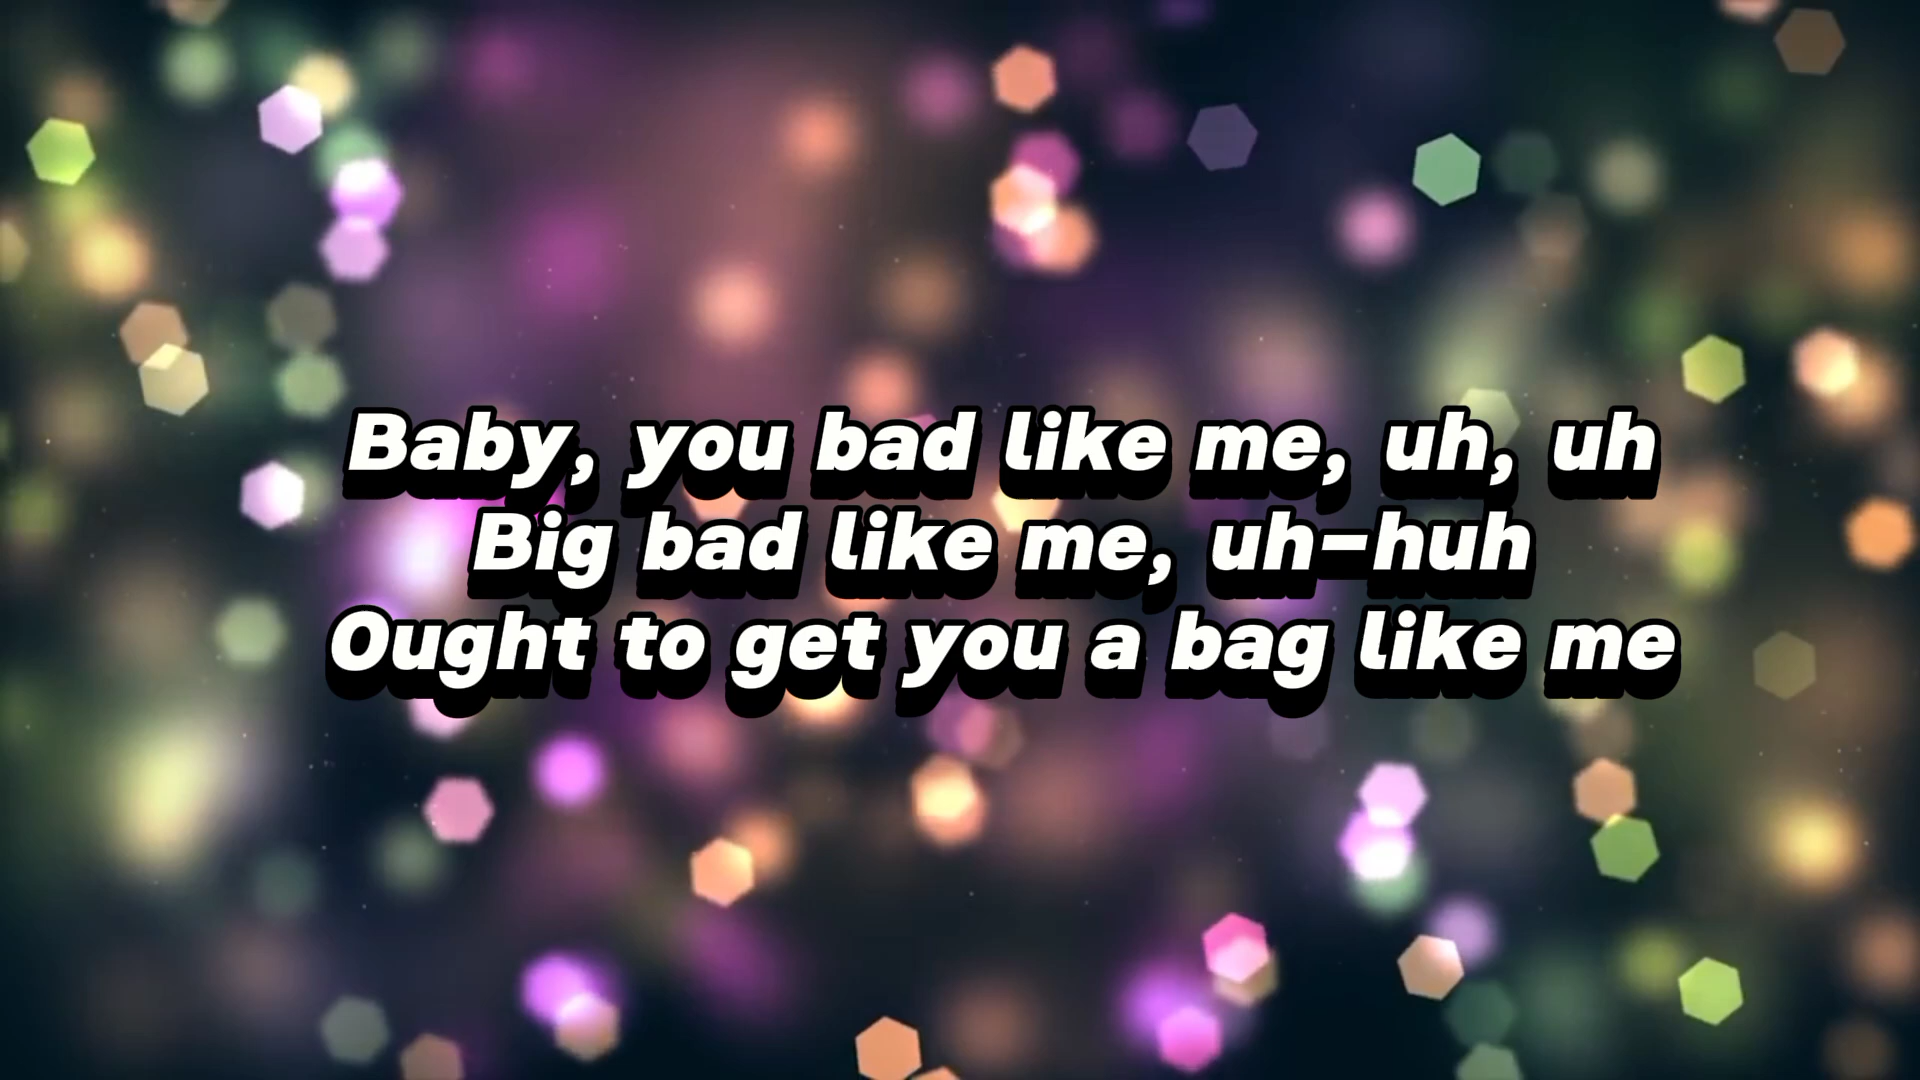 Baby, you bad like me, uh, uh
Big bad like me, uh-huh
Ought to get you a bag like me